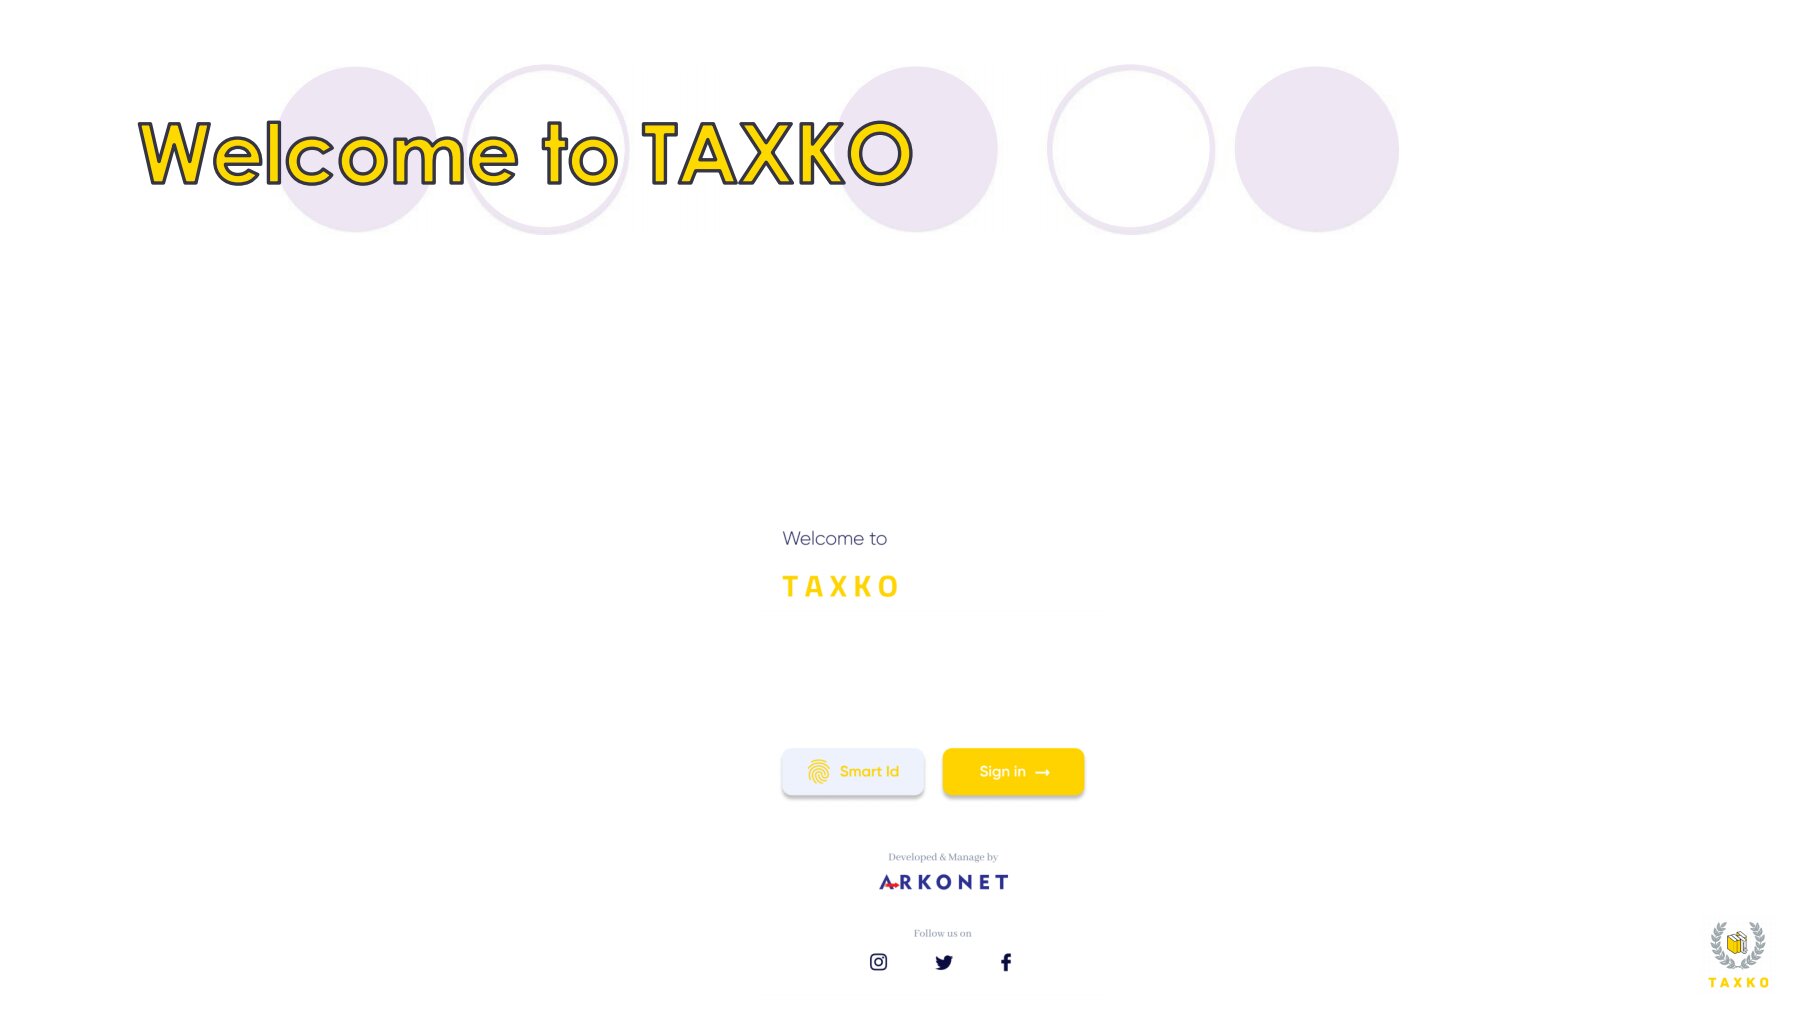 Welcome to TAXKO
Welcome to
TAXKO
Smart Id
Sign in →
Developed & Manage by
ARKONET
Follow us on
TAXKO